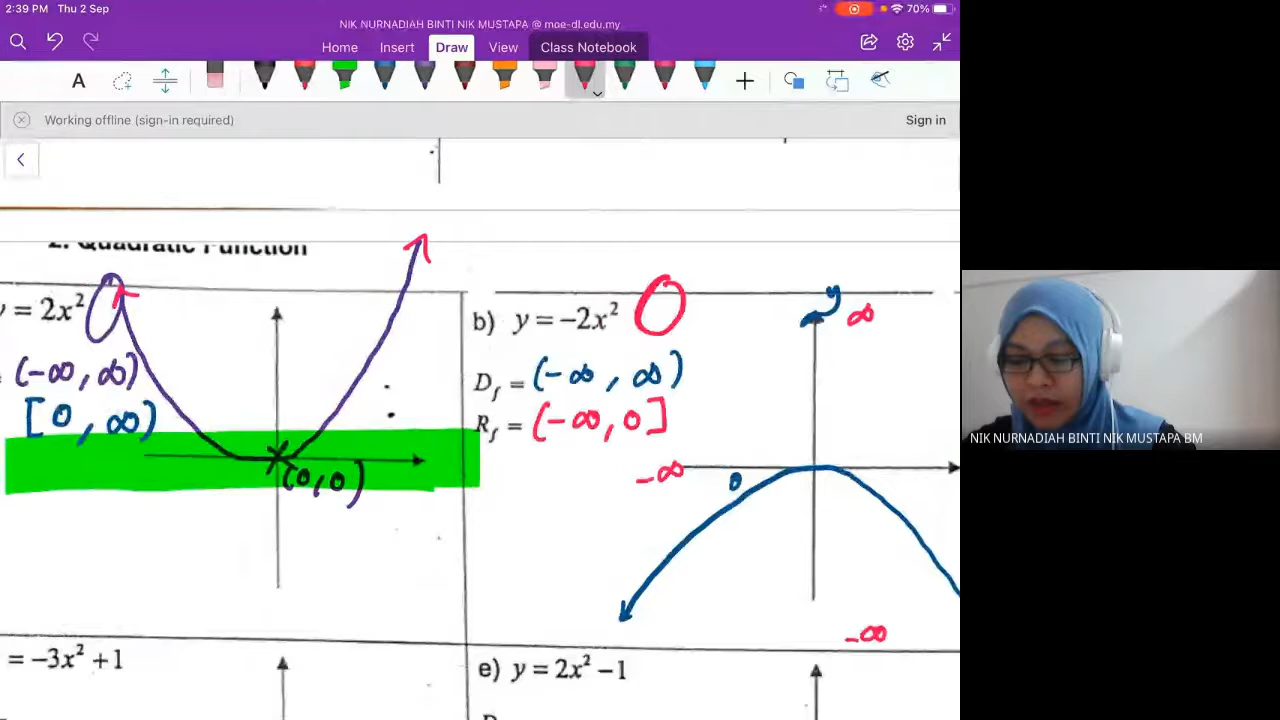 2:39 PM Thu 2 Sep
70%
NIK NURNADIAH BINTI NIK MUSTAPA @ moe-dl.edu.my
Home Insert Draw View Class Notebook
A
Working offline (sign-in required)
Sign in
2. Quadratic Function
y = 2x²
(-∞, ∞)
[0, ∞)
(0,0)
b) y = −2x²
D_f = (-∞, ∞)
R_f = (-∞, 0]
y
∞
-∞
0
-∞
NIK NURNADIAH BINTI NIK MUSTAPA BM
= −3x² + 1
e) y = 2x² − 1